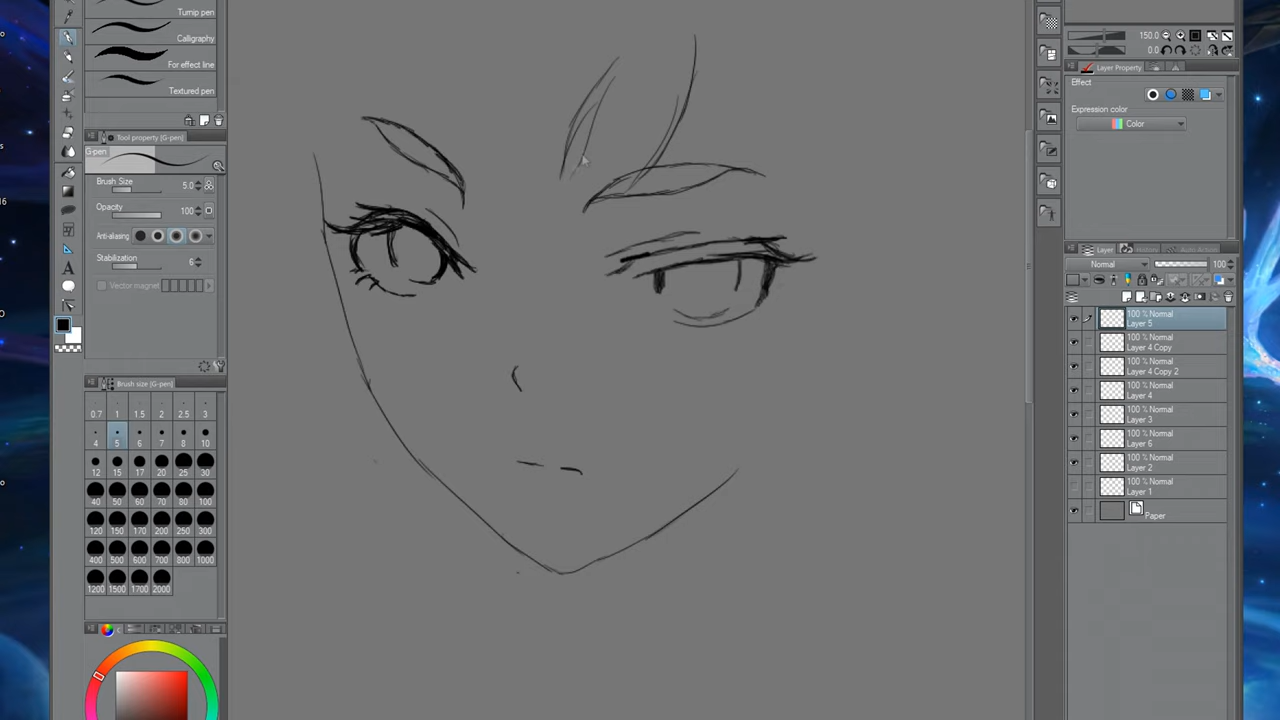 Turnip pen
Calligraphy
For effect line
Textured pen
Tool property [G-pen]
G-pen
Brush Size 5.0
Opacity 100
Anti-aliasing
Stabilization 6
Vector magnet
Brush size [G-pen]
0.7 1 1.5 2 2.5 3
4 5 6 7 8 10
12 15 17 20 25 30
40 50 60 70 80 100
120 150 170 200 250 300
400 500 600 700 800 1000
1200 1500 1700 2000
150.0
0.0
Layer Property
Effect
Expression color
Color
Layer History Auto Action
Normal 100
100 % Normal
Layer 5
100 % Normal
Layer 4 Copy
100 % Normal
Layer 4 Copy 2
100 % Normal
Layer 4
100 % Normal
Layer 3
100 % Normal
Layer 6
100 % Normal
Layer 2
100 % Normal
Layer 1
Paper